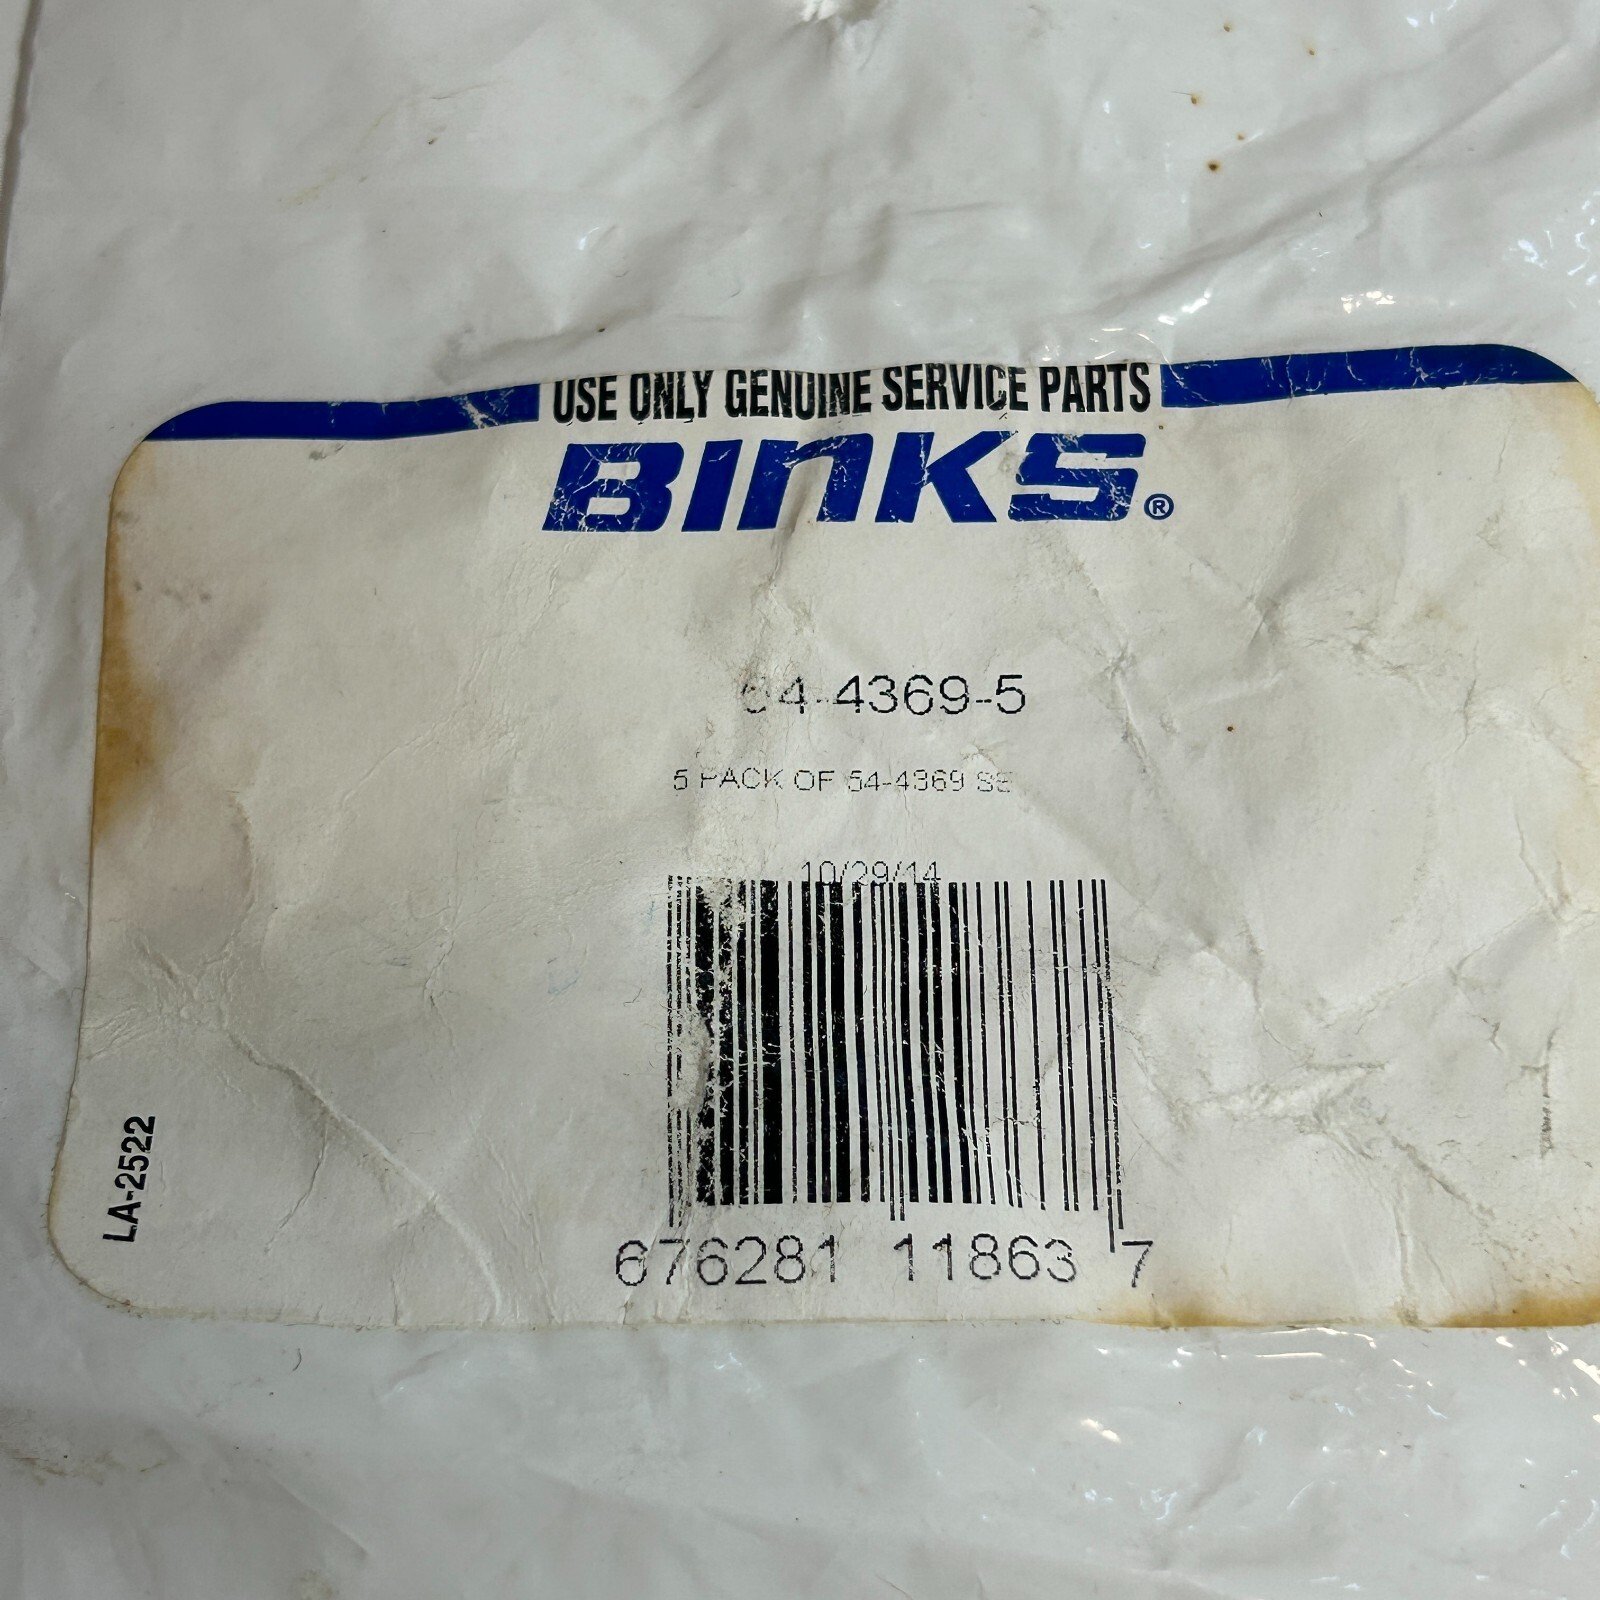 USE ONLY GENUINE SERVICE PARTS
BINKS®
54-4369-5
5 PACK OF 54-4369 SE
10/29/14
676281 11863 7
LA-2522